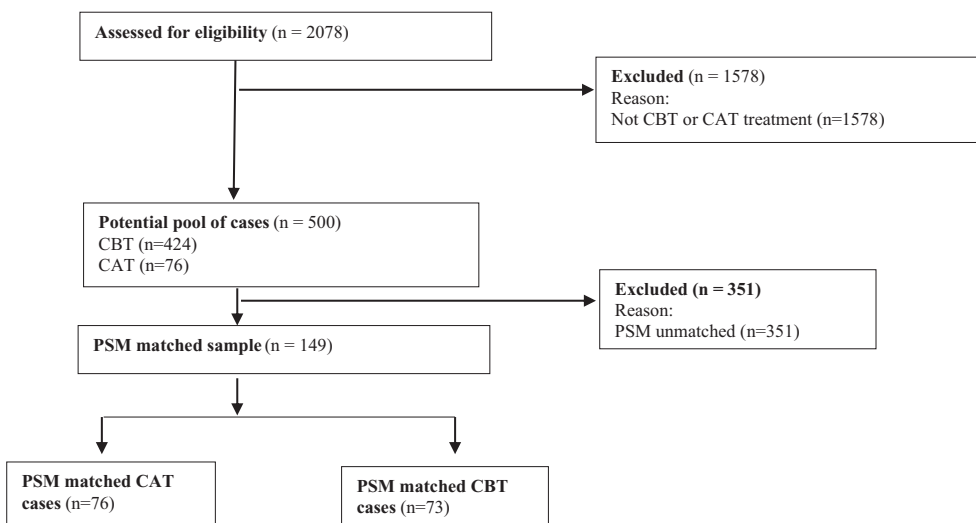 Assessed for eligibility (n = 2078)
Excluded (n = 1578)
Reason:
Not CBT or CAT treatment (n=1578)
Potential pool of cases (n = 500)
CBT (n=424)
CAT (n=76)
Excluded (n = 351)
Reason:
PSM unmatched (n=351)
PSM matched sample (n = 149)
PSM matched CAT
cases (n=76)
PSM matched CBT
cases (n=73)